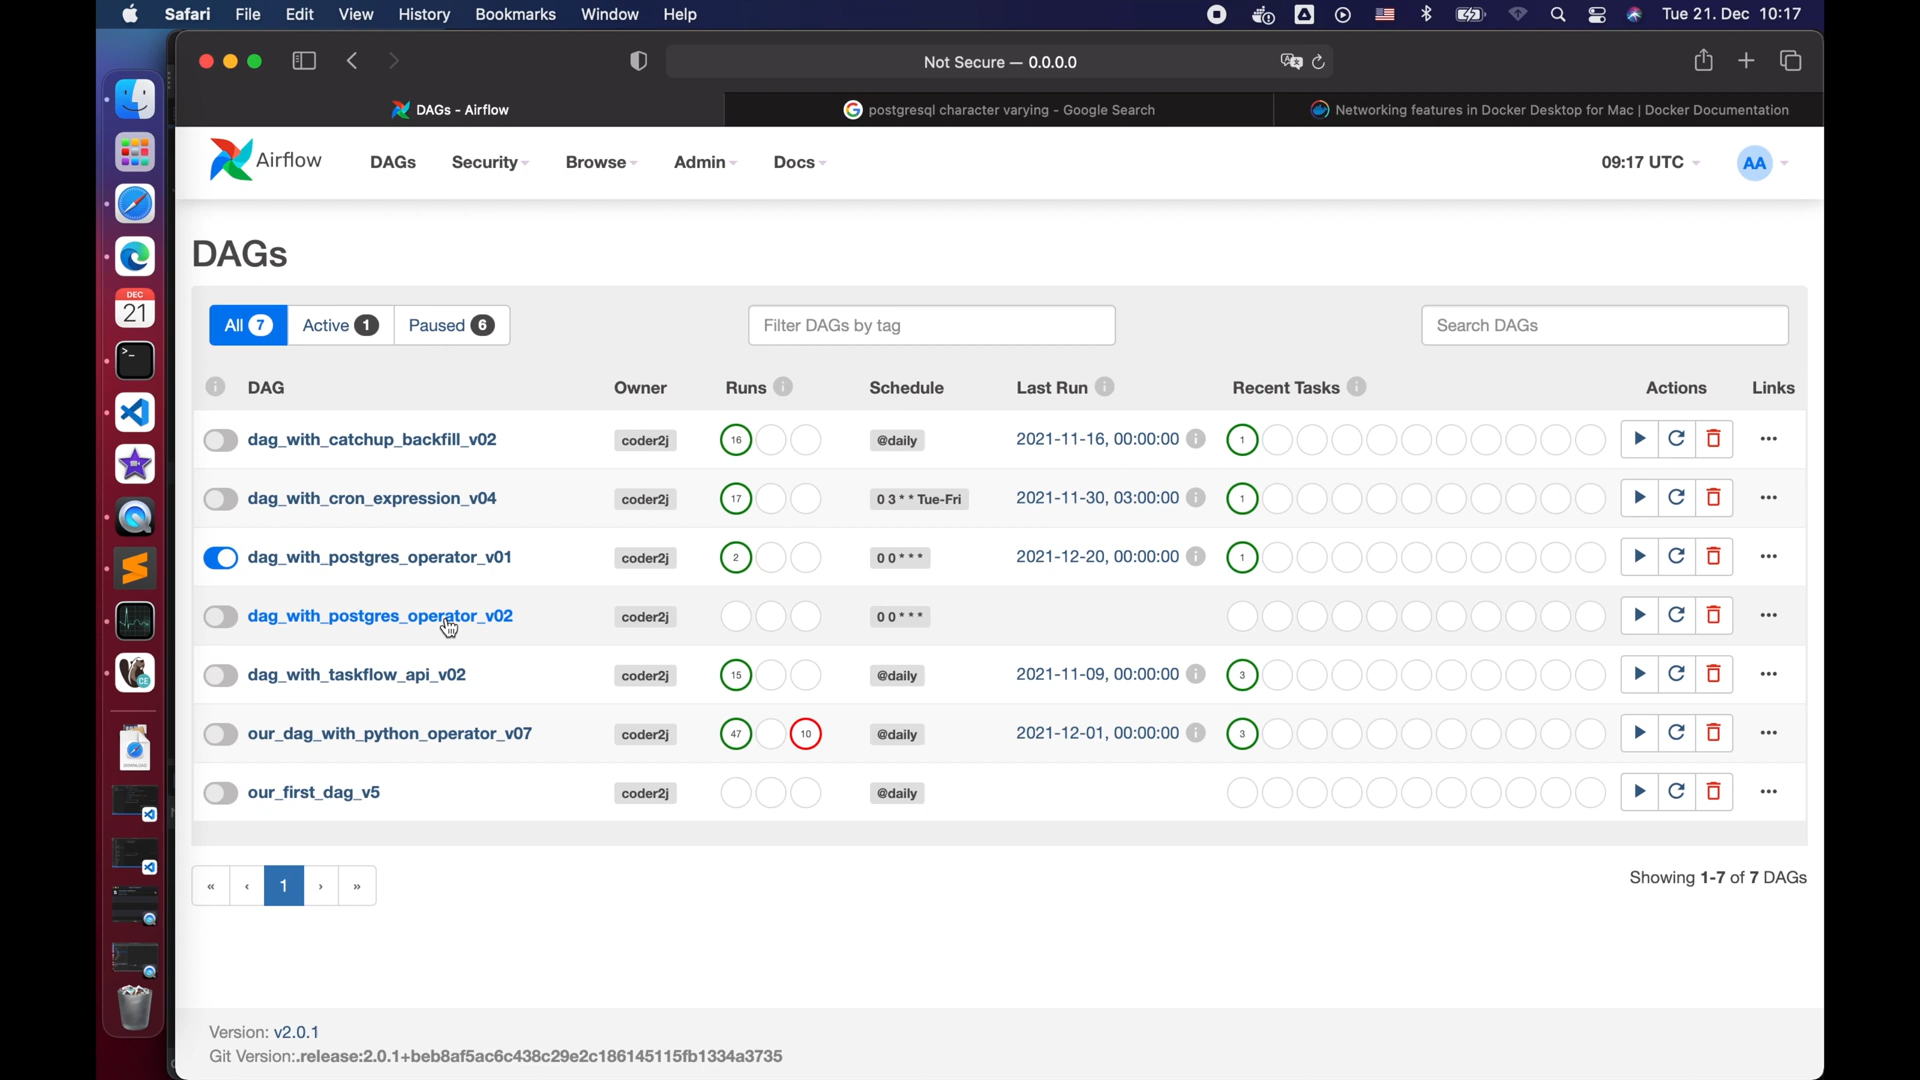 Safari File Edit View History Bookmarks Window Help Tue 21. Dec 10:17
Not Secure — 0.0.0.0
DAGs - Airflow postgresql character varying - Google Search Networking features in Docker Desktop for Mac | Docker Documentation
Airflow DAGs Security Browse Admin Docs 09:17 UTC AA
DAGs
All 7 Active 1 Paused 6 Filter DAGs by tag Search DAGs
DAG Owner Runs Schedule Last Run Recent Tasks Actions Links
dag_with_catchup_backfill_v02 coder2j 16 @daily 2021-11-16, 00:00:00 1
dag_with_cron_expression_v04 coder2j 17 0 3 * * Tue-Fri 2021-11-30, 03:00:00 1
dag_with_postgres_operator_v01 coder2j 2 0 0 * * * 2021-12-20, 00:00:00 1
dag_with_postgres_operator_v02 coder2j 0 0 * * *
dag_with_taskflow_api_v02 coder2j 15 @daily 2021-11-09, 00:00:00 3
our_dag_with_python_operator_v07 coder2j 47 10 @daily 2021-12-01, 00:00:00 3
our_first_dag_v5 coder2j @daily
« ‹ 1 › »
Showing 1-7 of 7 DAGs
Version: v2.0.1
Git Version:.release:2.0.1+beb8af5ac6c438c29e2c186145115fb1334a3735
DEC
21
CE